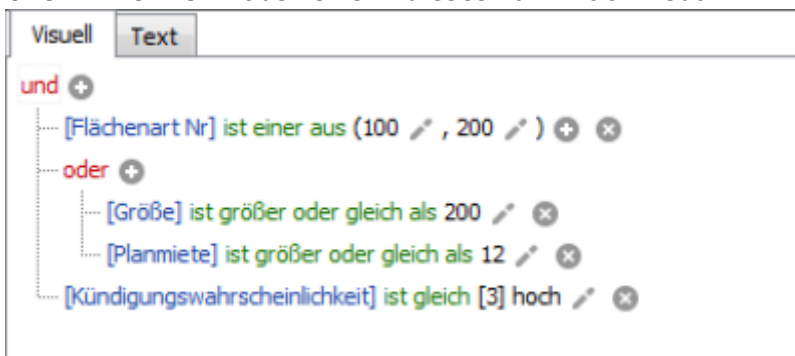 Visuell Text
und
[Flächenart Nr] ist einer aus (100 , 200 )
oder
[Größe] ist größer oder gleich als 200
[Planmiete] ist größer oder gleich als 12
[Kündigungswahrscheinlichkeit] ist gleich [3] hoch